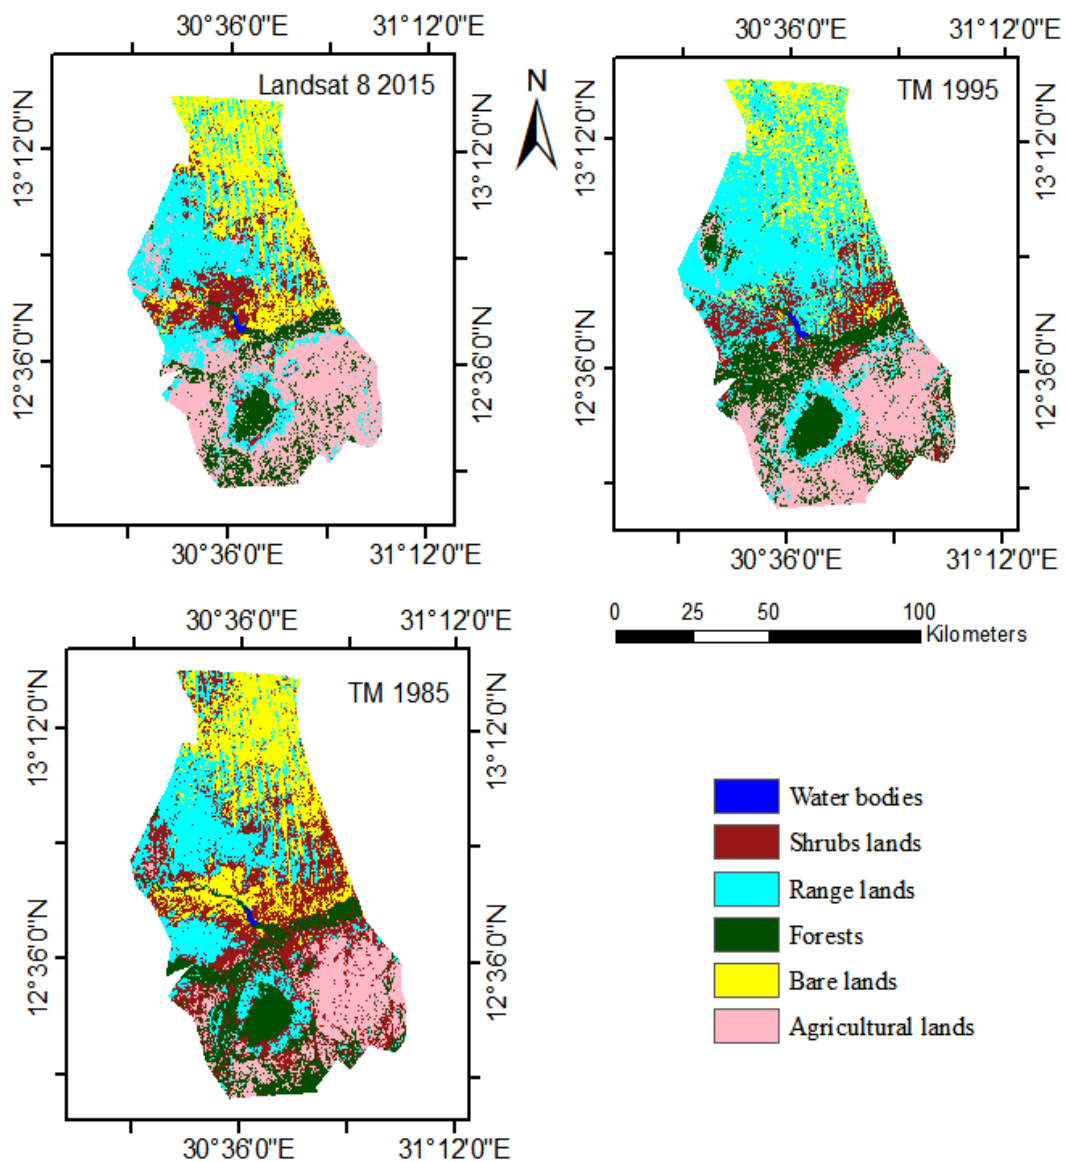 30°36'0"E 31°12'0"E
Landsat 8 2015
13°12'0"N
13°12'0"N
12°36'0"N
12°36'0"N
30°36'0"E 31°12'0"E
N
30°36'0"E 31°12'0"E
TM 1995
13°12'0"N
13°12'0"N
12°36'0"N
12°36'0"N
30°36'0"E 31°12'0"E
0 25 50 100
Kilometers
30°36'0"E 31°12'0"E
TM 1985
13°12'0"N
13°12'0"N
12°36'0"N
12°36'0"N
30°36'0"E 31°12'0"E
Water bodies
Shrubs lands
Range lands
Forests
Bare lands
Agricultural lands